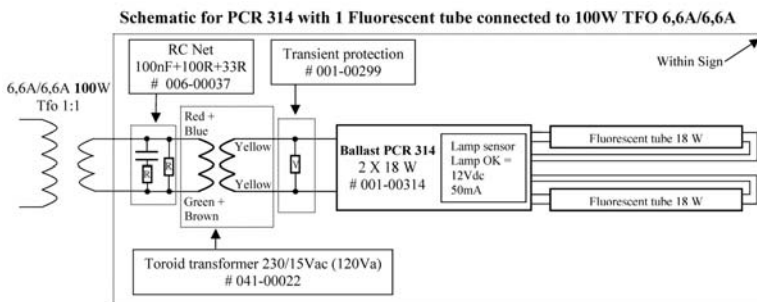 Schematic for PCR 314 with 1 Fluorescent tube connected to 100W TFO 6,6A/6,6A
RC Net
100nF+100R+33R
# 006-00037
Transient protection
# 001-00299
Within Sign
6,6A/6,6A 100W
Tfo 1:1
Red +
Blue
Yellow
Yellow
Green +
Brown
R
R
V
Ballast PCR 314
2 X 18 W
# 001-00314
Lamp sensor
Lamp OK =
12Vdc
50mA
Fluorescent tube 18 W
Fluorescent tube 18 W
Toroid transformer 230/15Vac (120Va)
# 041-00022